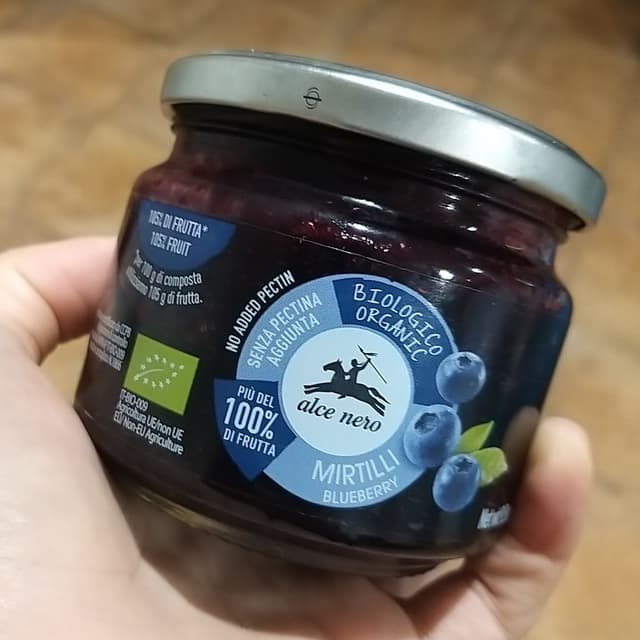 105% DI FRUTTA*
105% FRUIT
Per 100 g di composta
utilizziamo 105 g di frutta.
IT-BIO-009
Agricoltura UE/non UE
EU/Non-EU Agriculture
NO ADDED PECTIN
SENZA PECTINA
AGGIUNTA
BIOLOGICO
ORGANIC
PIÙ DEL
100%
DI FRUTTA
alce nero
MIRTILLI
BLUEBERRY